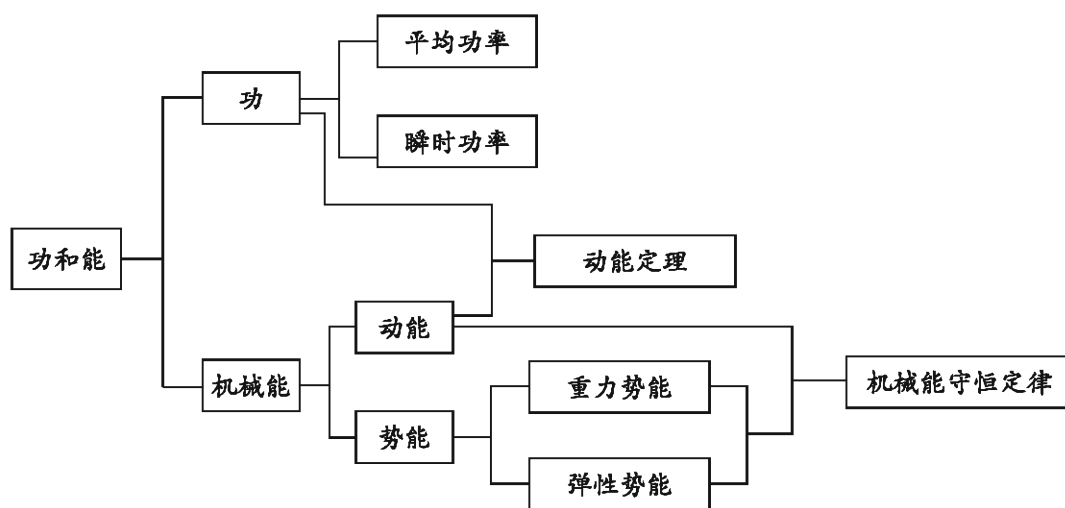 平均功率
功
瞬时功率
功和能
动能定理
动能
机械能
重力势能
机械能守恒定律
势能
弹性势能